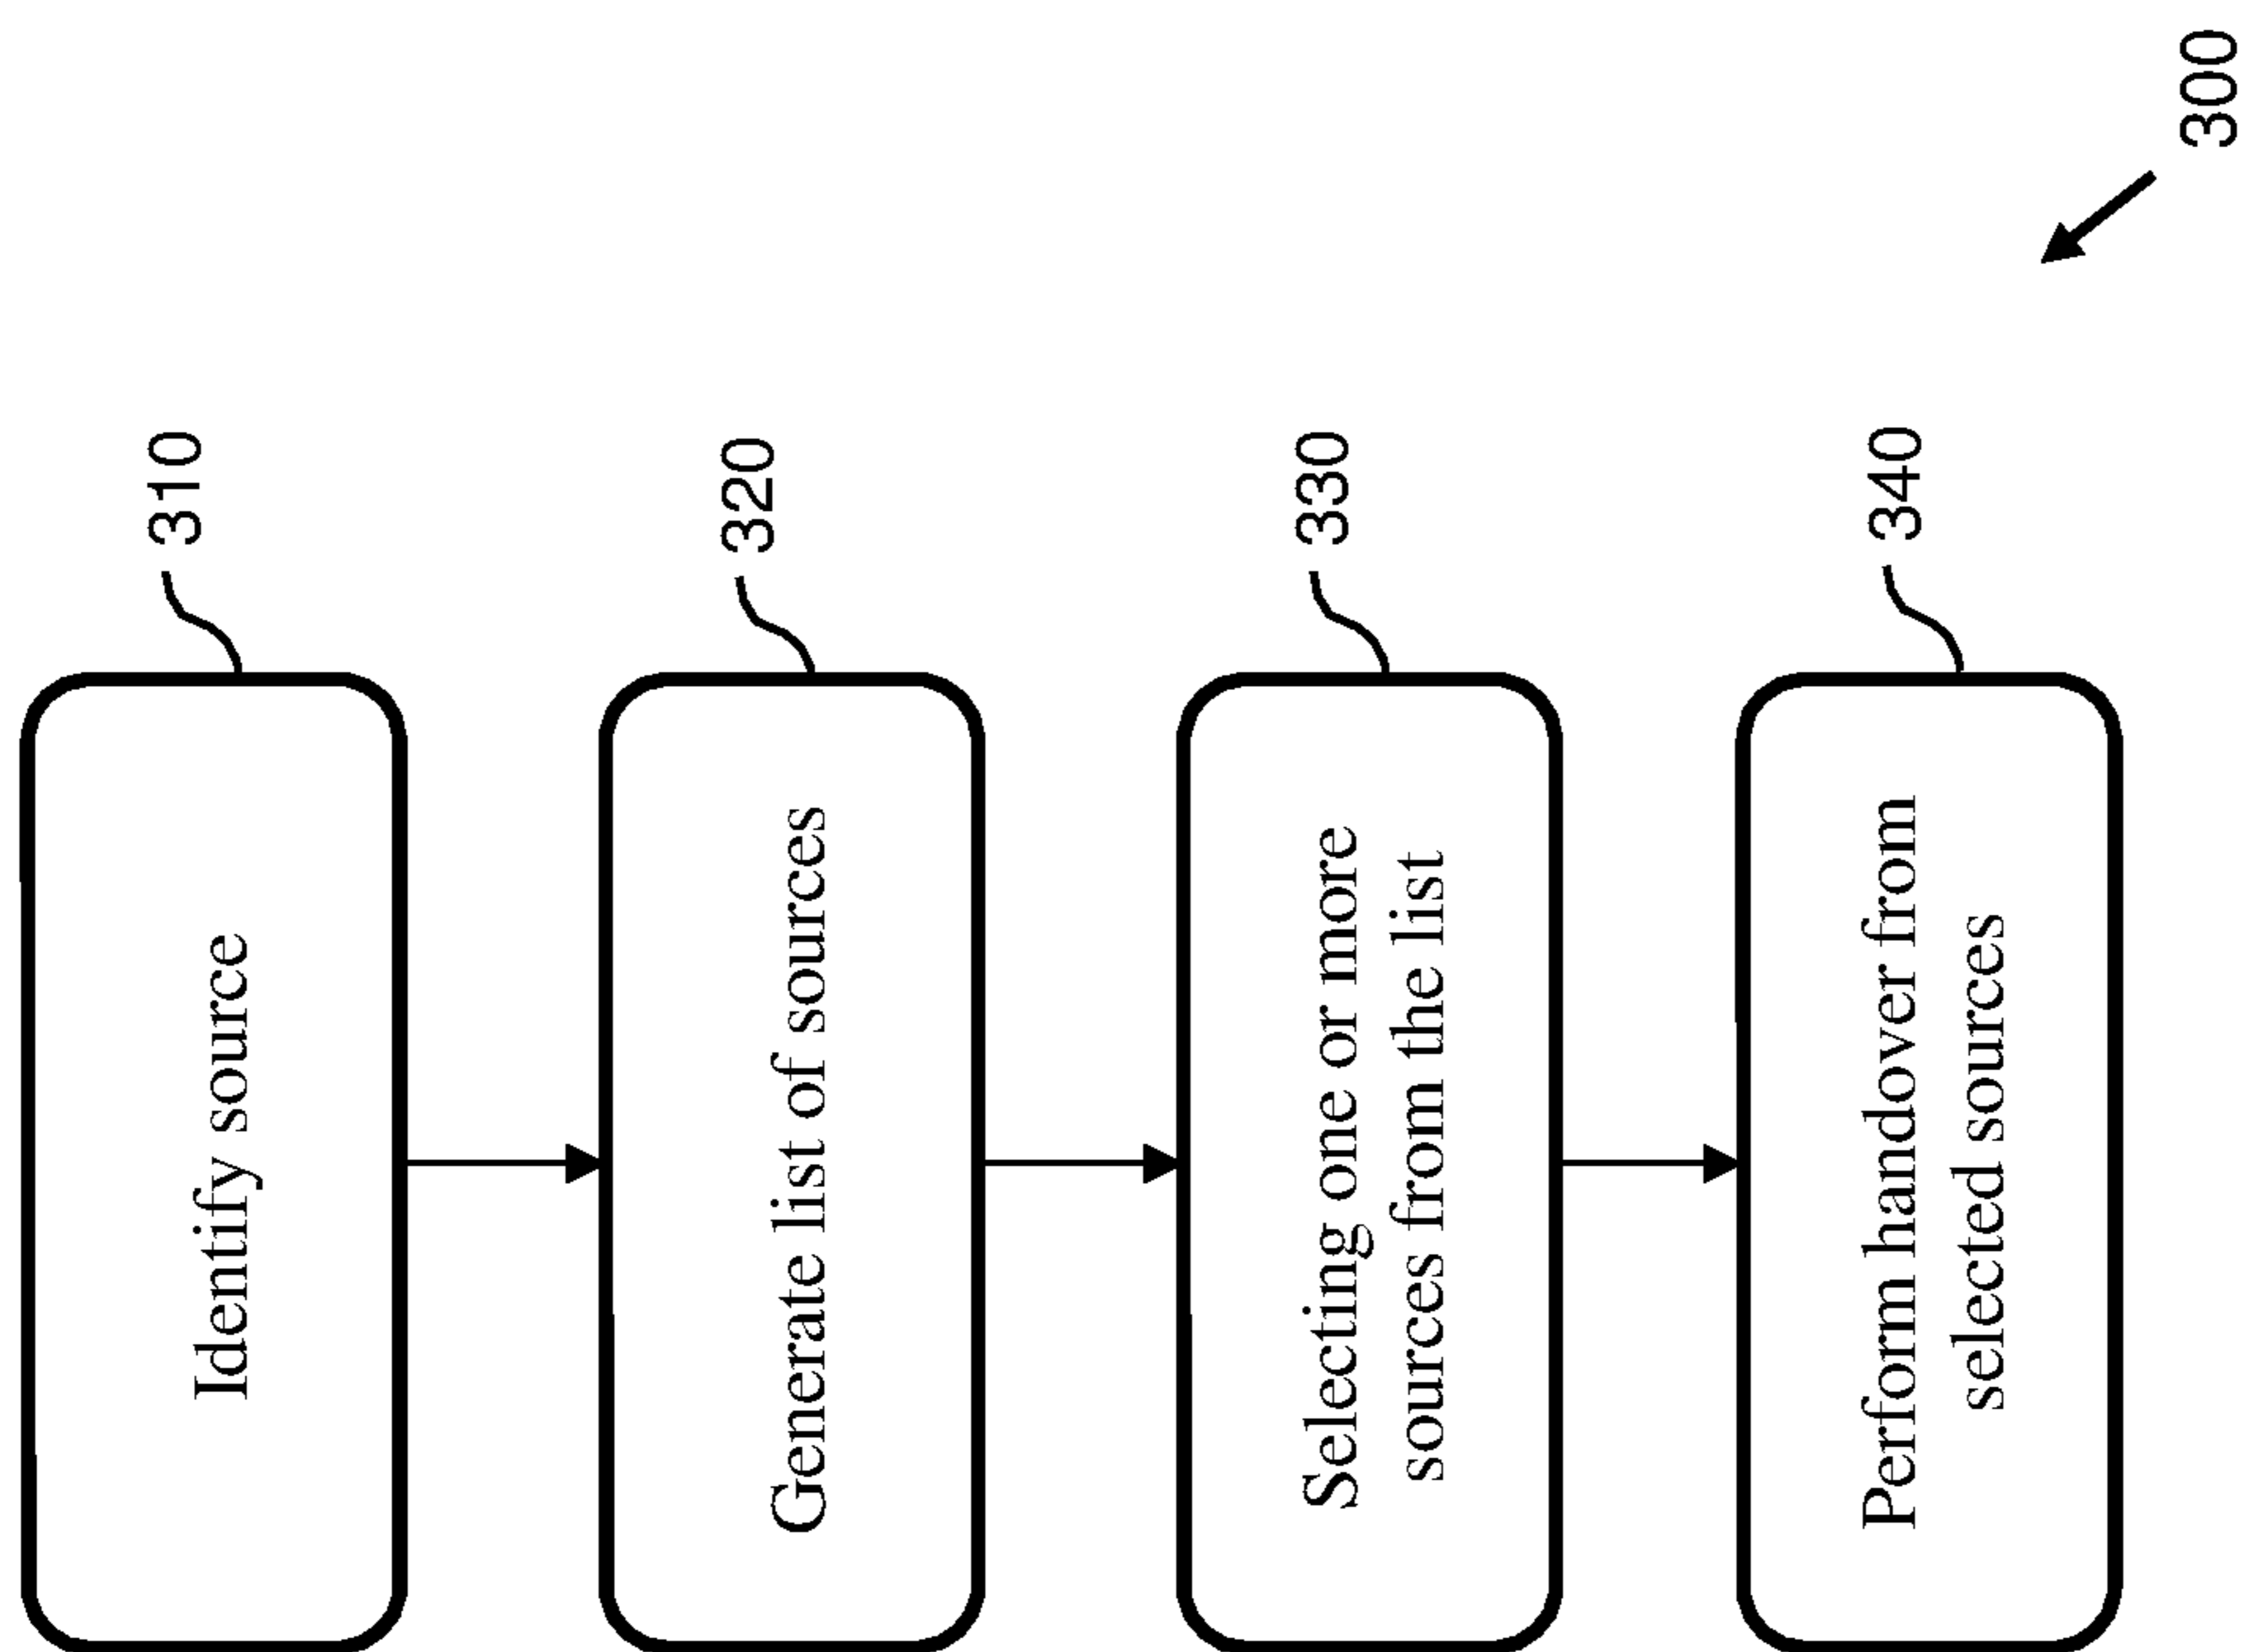 Identify source
310
Generate list of sources
320
Selecting one or more
sources from the list
330
Perform handover from
selected sources
340
300